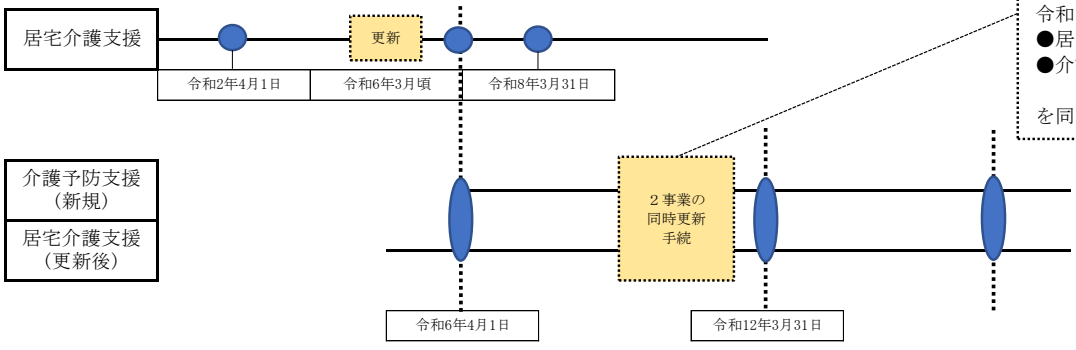 居宅介護支援
更新
令和2年4月1日
令和6年3月頃
令和8年3月31日
令和
●居
●介
を同
介護予防支援
(新規)
居宅介護支援
(更新後)
2事業の
同時更新
手続
令和6年4月1日
令和12年3月31日